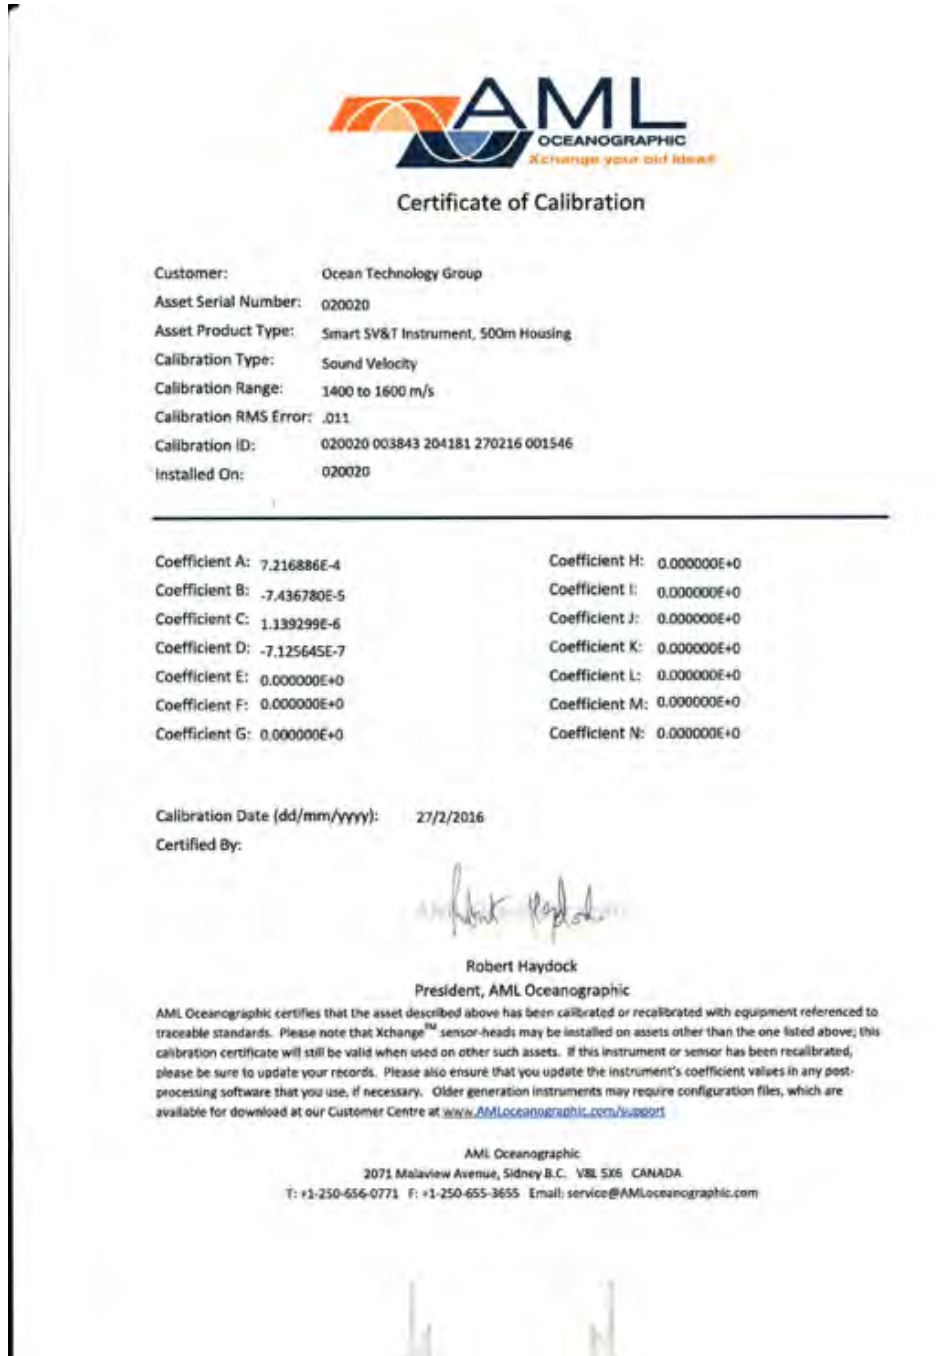 AML
OCEANOGRAPHIC
Xchange your old ideas
Certificate of Calibration
Customer: Ocean Technology Group
Asset Serial Number: 020020
Asset Product Type: Smart SV&T Instrument, 500m Housing
Calibration Type: Sound Velocity
Calibration Range: 1400 to 1600 m/s
Calibration RMS Error: .011
Calibration ID: 020020 003843 204181 270216 001546
Installed On: 020020
Coefficient A: 7.216886E-4 Coefficient H: 0.000000E+0
Coefficient B: -7.436780E-5 Coefficient I: 0.000000E+0
Coefficient C: 1.139299E-6 Coefficient J: 0.000000E+0
Coefficient D: -7.125645E-7 Coefficient K: 0.000000E+0
Coefficient E: 0.000000E+0 Coefficient L: 0.000000E+0
Coefficient F: 0.000000E+0 Coefficient M: 0.000000E+0
Coefficient G: 0.000000E+0 Coefficient N: 0.000000E+0
Calibration Date (dd/mm/yyyy): 27/2/2016
Certified By:
Robert Haydock
President, AML Oceanographic
AML Oceanographic certifies that the asset described above has been calibrated or recalibrated with equipment referenced to
traceable standards. Please note that Xchange™ sensor-heads may be installed on assets other than the one listed above; this
calibration certificate will still be valid when used on other such assets. If this instrument or sensor has been recalibrated,
please be sure to update your records. Please also ensure that you update the instrument's coefficient values in any post-
processing software that you use, if necessary. Older generation instruments may require configuration files, which are
available for download at our Customer Centre at www.AMLoceanographic.com/support
AML Oceanographic
2071 Malaview Avenue, Sidney B.C. V8L 5X6 CANADA
T: +1-250-656-0771 F: +1-250-655-3655 Email: service@AMLoceanographic.com